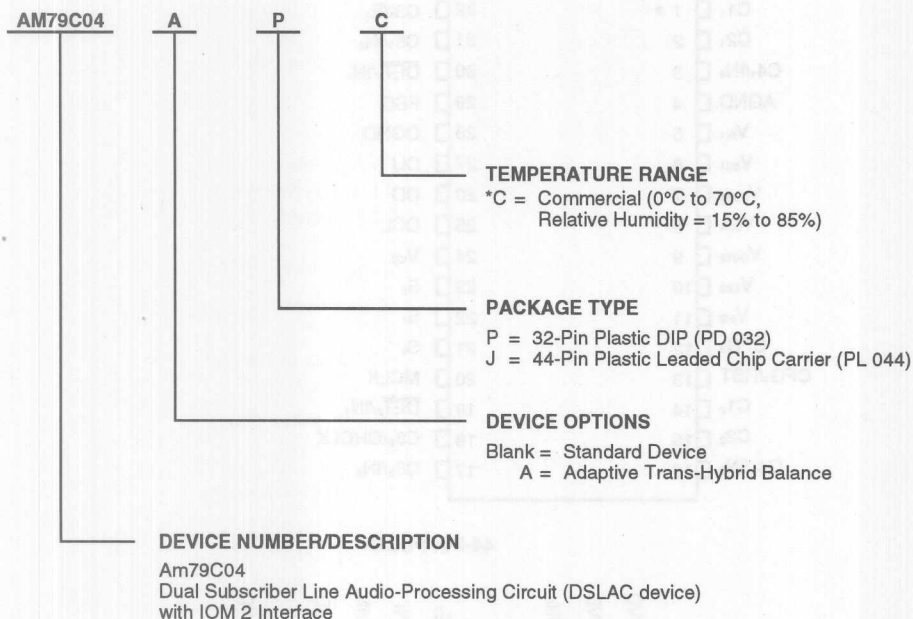 AM79C04 A P C
TEMPERATURE RANGE
*C = Commercial (0°C to 70°C,
Relative Humidity = 15% to 85%)
PACKAGE TYPE
P = 32-Pin Plastic DIP (PD 032)
J = 44-Pin Plastic Leaded Chip Carrier (PL 044)
DEVICE OPTIONS
Blank = Standard Device
A = Adaptive Trans-Hybrid Balance
DEVICE NUMBER/DESCRIPTION
Am79C04
Dual Subscriber Line Audio-Processing Circuit (DSLAC device)
with IOM 2 Interface